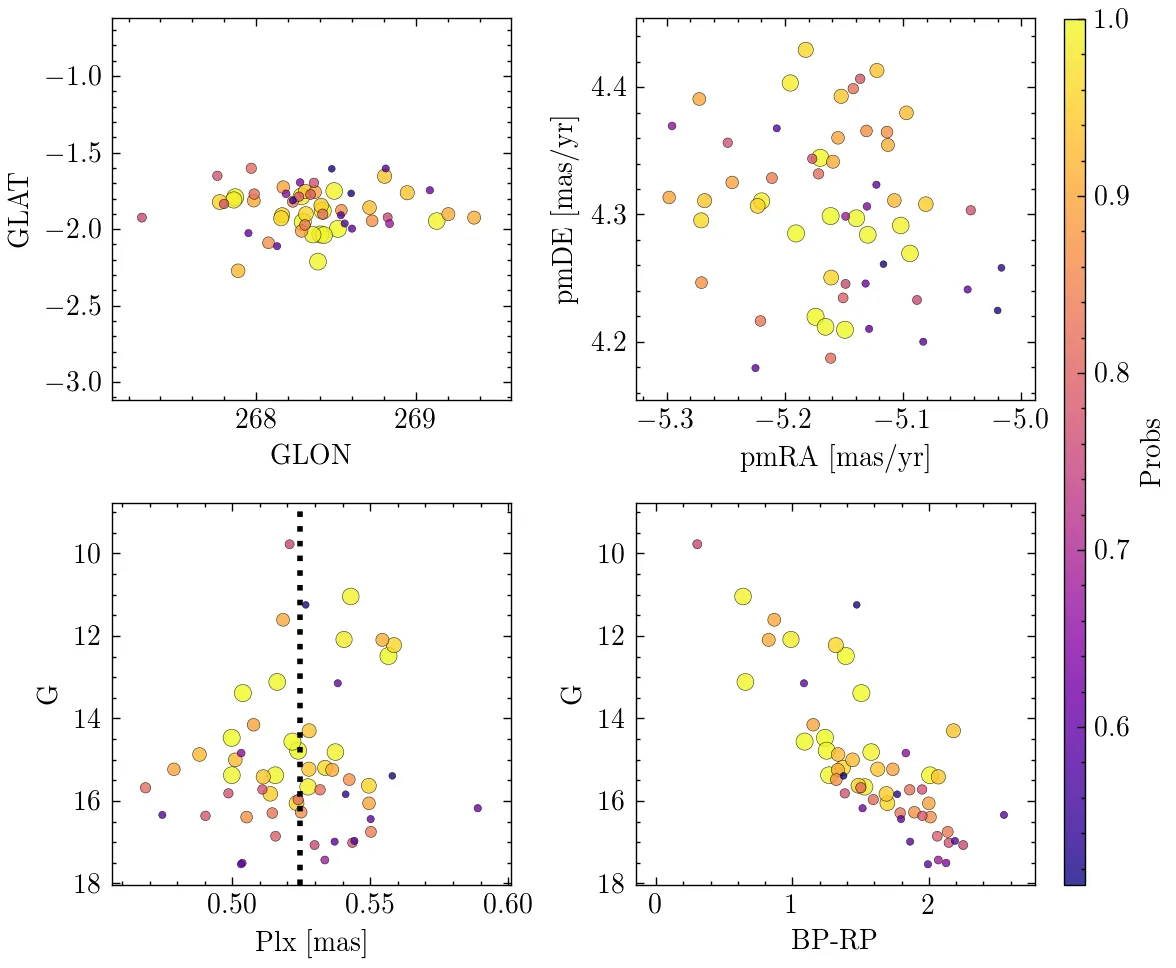 −1.0
−1.5
−2.0
−2.5
−3.0
GLAT
268 269
GLON
4.4
4.3
4.2
pmDE [mas/yr]
−5.3 −5.2 −5.1 −5.0
pmRA [mas/yr]
1.0
0.9
0.8
0.7
0.6
Probs
10
12
14
16
18
G
0.50 0.55 0.60
Plx [mas]
10
12
14
16
18
G
0 1 2
BP-RP